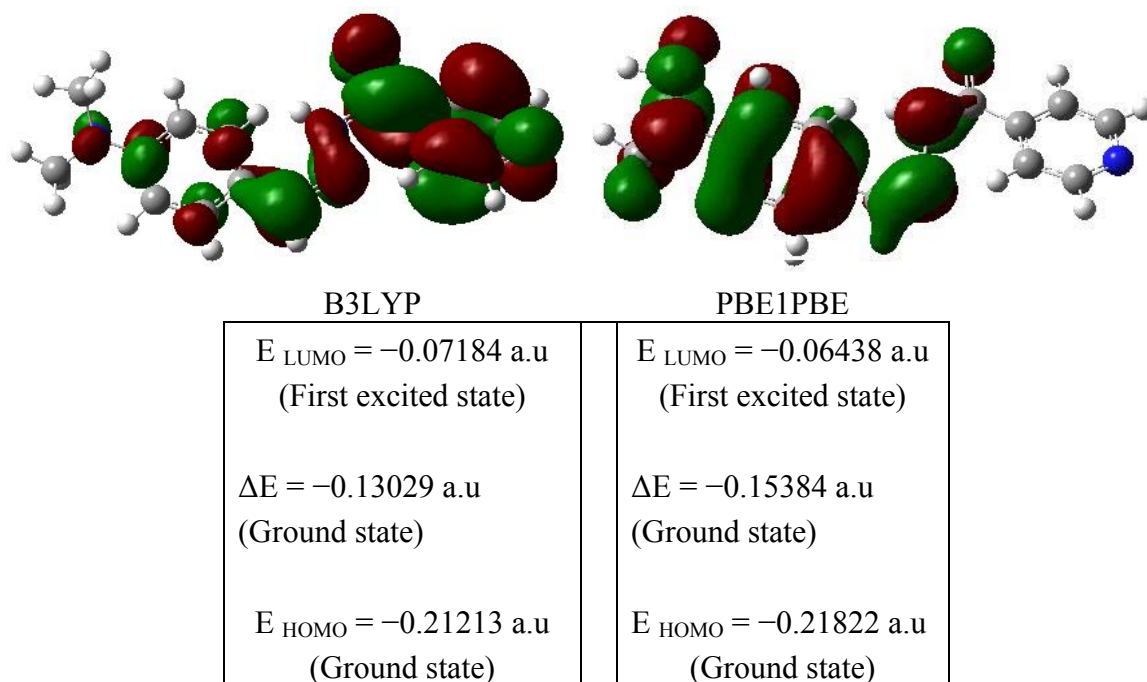 B3LYP PBE1PBE
E LUMO = −0.07184 a.u
(First excited state)
ΔE = −0.13029 a.u
(Ground state)
E HOMO = −0.21213 a.u
(Ground state)
E LUMO = −0.06438 a.u
(First excited state)
ΔE = −0.15384 a.u
(Ground state)
E HOMO = −0.21822 a.u
(Ground state)